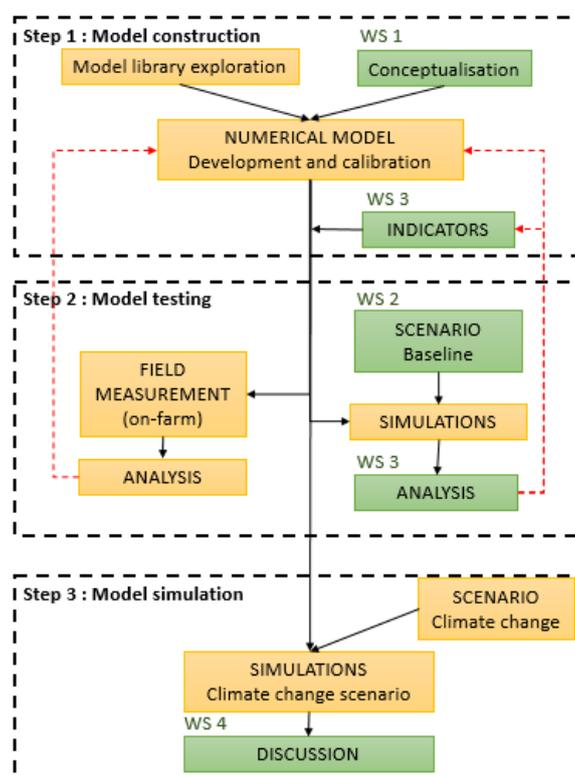 Step 1 : Model construction
WS 1
Model library exploration
Conceptualisation
NUMERICAL MODEL
Development and calibration
WS 3
INDICATORS
Step 2 : Model testing
WS 2
SCENARIO
Baseline
FIELD
MEASUREMENT
(on-farm)
SIMULATIONS
WS 3
ANALYSIS
ANALYSIS
Step 3 : Model simulation
SCENARIO
Climate change
SIMULATIONS
Climate change scenario
WS 4
DISCUSSION